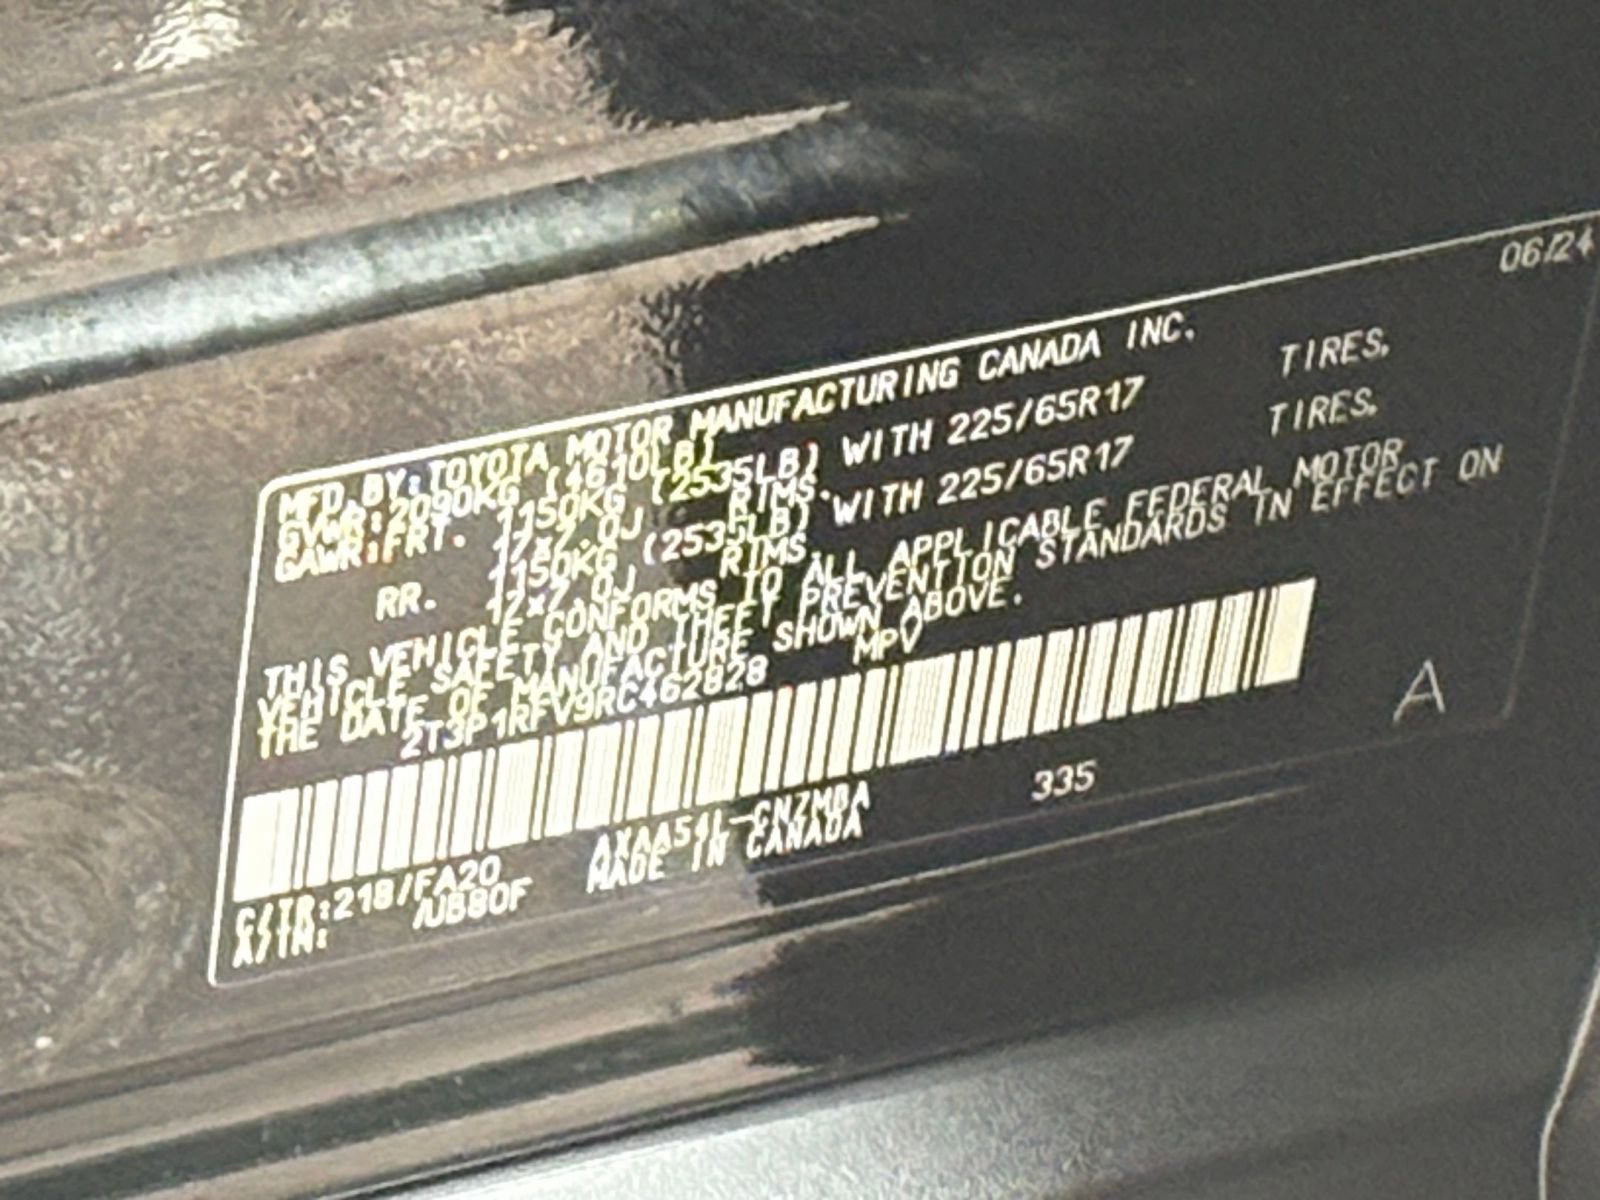 06/24
MFD.BY:TOYOTA MOTOR MANUFACTURING CANADA INC.
GVWR:2090KG (4610LB)
GAWR:FRT. 1150KG (2535LB) WITH 225/65R17 TIRES,
17x7.0J RIMS.
RR. 1150KG (2535LB) WITH 225/65R17 TIRES,
17x7.0J RIMS.
THIS VEHICLE CONFORMS TO ALL APPLICABLE FEDERAL MOTOR
VEHICLE SAFETY AND THEFT PREVENTION STANDARDS IN EFFECT ON
THE DATE OF MANUFACTURE SHOWN ABOVE.
2T3P1RFV9RC462828 MPV
A
335
C/TR:218/FA20 AXAA54L-CNZMBA
A/TM: /UB80F MADE IN CANADA